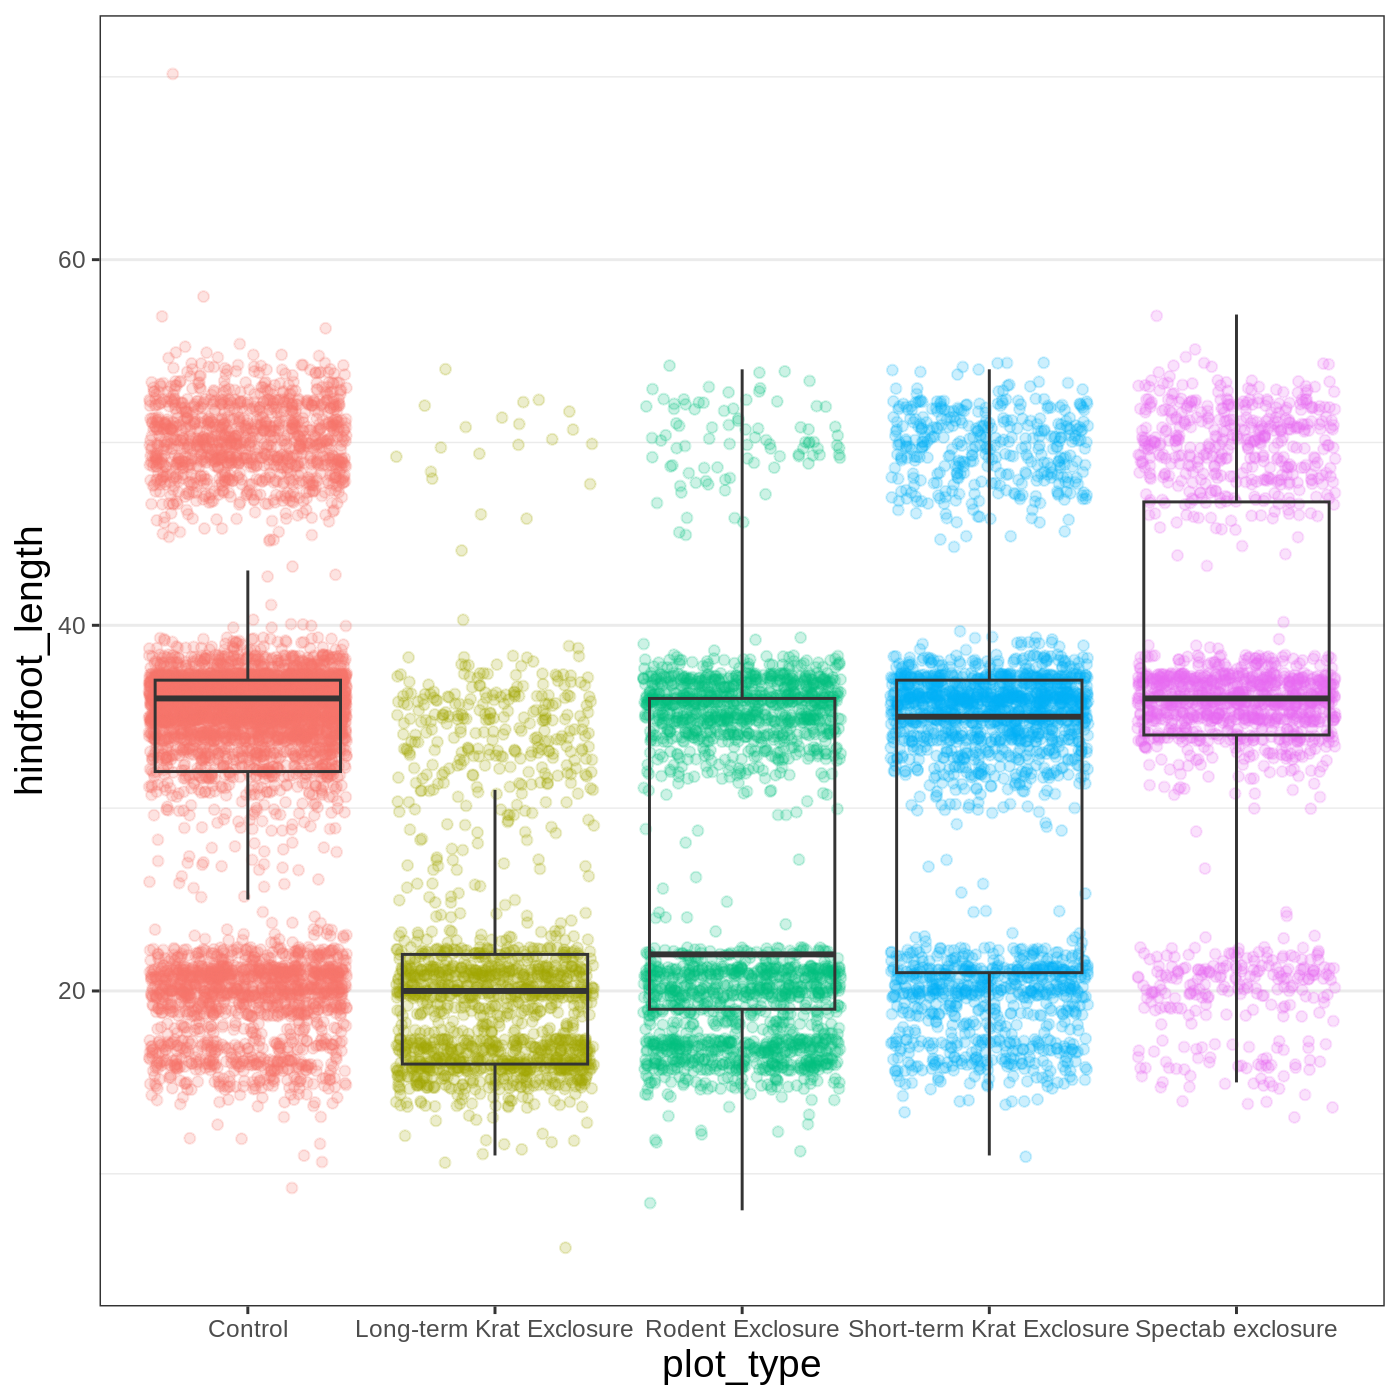 hindfoot_length
60
40
20
Control
Long-term Krat Exclosure
Rodent Exclosure
Short-term Krat Exclosure
Spectab exclosure
plot_type